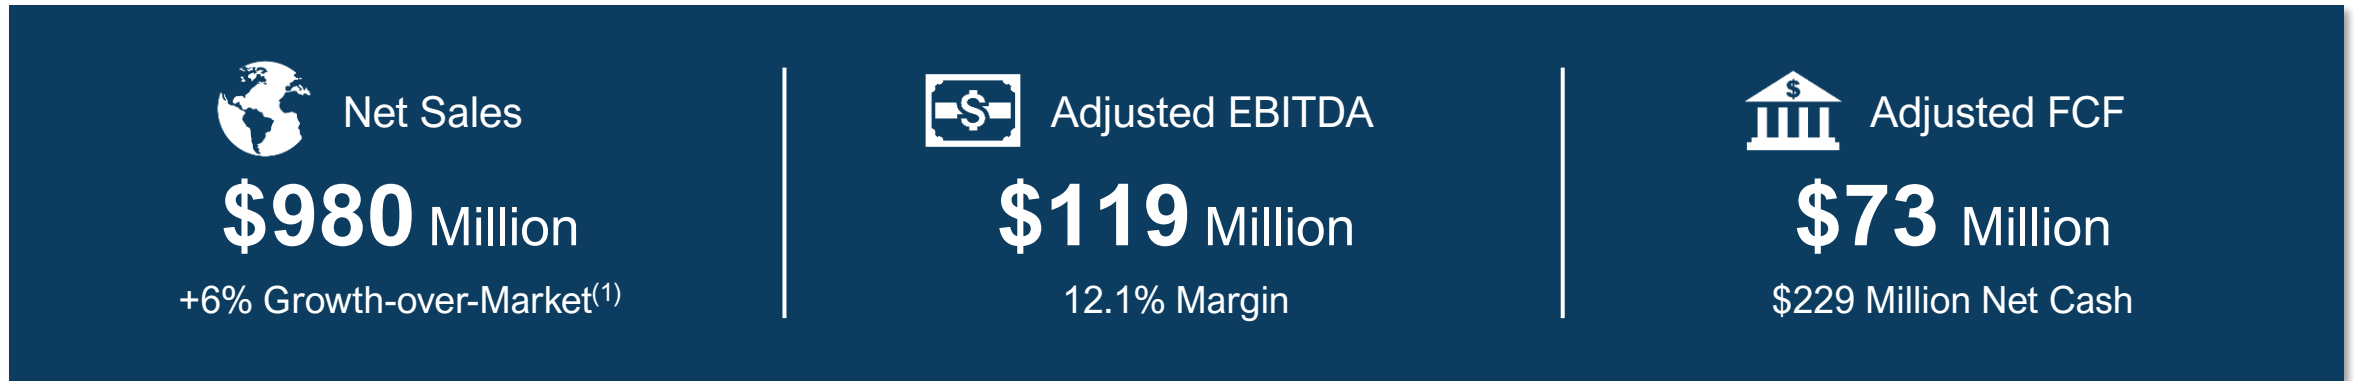 Net Sales
$980 Million
+6% Growth-over-Market(1)
$
Adjusted EBITDA
$119 Million
12.1% Margin
$
Adjusted FCF
$73 Million
$229 Million Net Cash